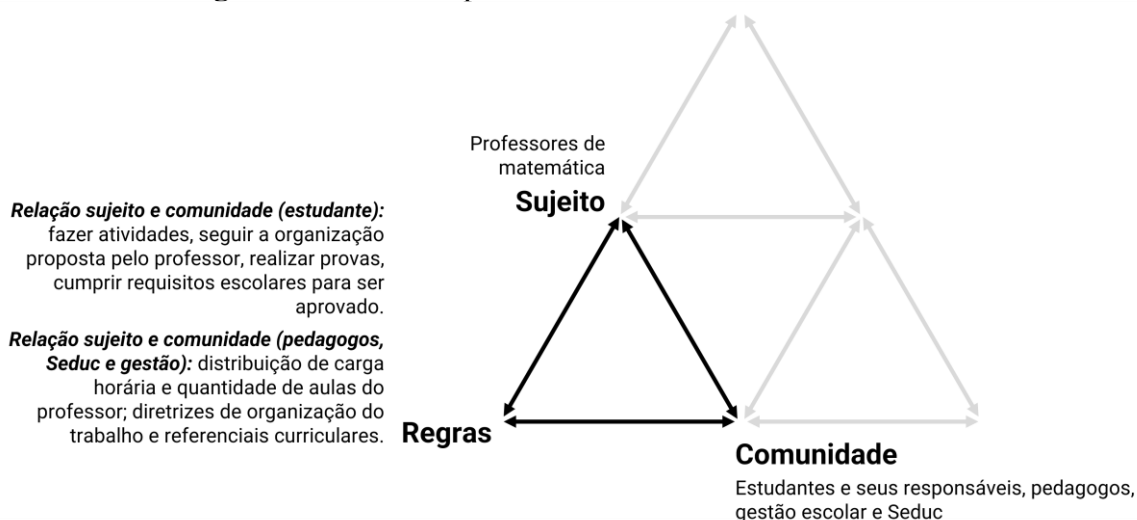 Professores de
matemática
Sujeito
Relação sujeito e comunidade (estudante):
fazer atividades, seguir a organização
proposta pelo professor, realizar provas,
cumprir requisitos escolares para ser
aprovado.
Relação sujeito e comunidade (pedagogos,
Seduc e gestão): distribuição de carga
horária e quantidade de aulas do
professor; diretrizes de organização do
trabalho e referenciais curriculares.
Regras
Comunidade
Estudantes e seus responsáveis, pedagogos,
gestão escolar e Seduc